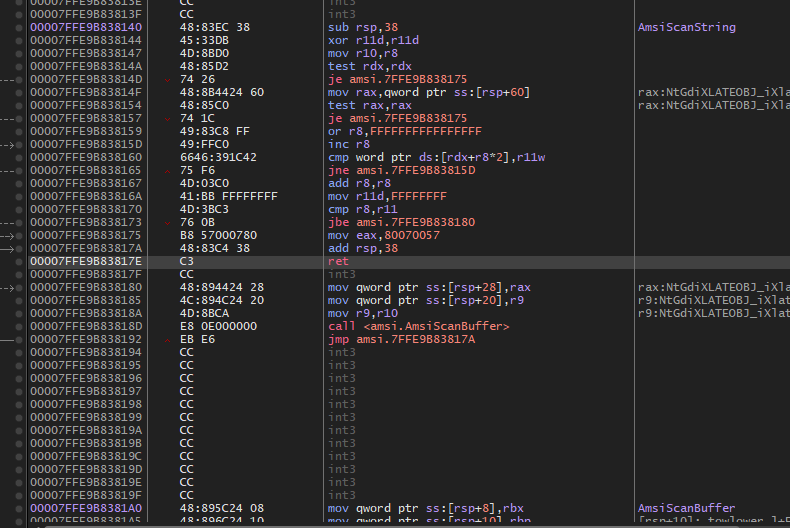 00007FFE9B83813E CC int3
00007FFE9B83813F CC int3
00007FFE9B838140 48:83EC 38 sub rsp,38 AmsiScanString
00007FFE9B838144 45:33DB xor r11d,r11d
00007FFE9B838147 4D:8BD0 mov r10,r8
00007FFE9B83814A 48:85D2 test rdx,rdx
00007FFE9B83814D 74 26 je amsi.7FFE9B838175
00007FFE9B83814F 48:8B4424 60 mov rax,qword ptr ss:[rsp+60] rax:NtGdiXLATEOBJ_iXla
00007FFE9B838154 48:85C0 test rax,rax rax:NtGdiXLATEOBJ_iXla
00007FFE9B838157 74 1C je amsi.7FFE9B838175
00007FFE9B838159 49:83C8 FF or r8,FFFFFFFFFFFFFFFF
00007FFE9B83815D 49:FFC0 inc r8
00007FFE9B838160 6646:391C42 cmp word ptr ds:[rdx+r8*2],r11w
00007FFE9B838165 75 F6 jne amsi.7FFE9B83815D
00007FFE9B838167 4D:03C0 add r8,r8
00007FFE9B83816A 41:BB FFFFFFFF mov r11d,FFFFFFFF
00007FFE9B838170 4D:3BC3 cmp r8,r11
00007FFE9B838173 76 0B jbe amsi.7FFE9B838180
00007FFE9B838175 B8 57000780 mov eax,80070057
00007FFE9B83817A 48:83C4 38 add rsp,38
00007FFE9B83817E C3 ret
00007FFE9B83817F CC int3
00007FFE9B838180 48:894424 28 mov qword ptr ss:[rsp+28],rax rax:NtGdiXLATEOBJ_iXlat
00007FFE9B838185 4C:894C24 20 mov qword ptr ss:[rsp+20],r9 r9:NtGdiXLATEOBJ_iXlat
00007FFE9B83818A 4D:8BCA mov r9,r10 r9:NtGdiXLATEOBJ_iXlat
00007FFE9B83818D E8 0E000000 call <amsi.AmsiScanBuffer>
00007FFE9B838192 EB E6 jmp amsi.7FFE9B83817A
00007FFE9B838194 CC int3
00007FFE9B838195 CC int3
00007FFE9B838196 CC int3
00007FFE9B838197 CC int3
00007FFE9B838198 CC int3
00007FFE9B838199 CC int3
00007FFE9B83819A CC int3
00007FFE9B83819B CC int3
00007FFE9B83819C CC int3
00007FFE9B83819D CC int3
00007FFE9B83819E CC int3
00007FFE9B83819F CC int3
00007FFE9B8381A0 48:895C24 08 mov qword ptr ss:[rsp+8],rbx AmsiScanBuffer
00007FFE9B8381A5 48:896C24 10 mov qword ptr ss:[rsp+10],rbp